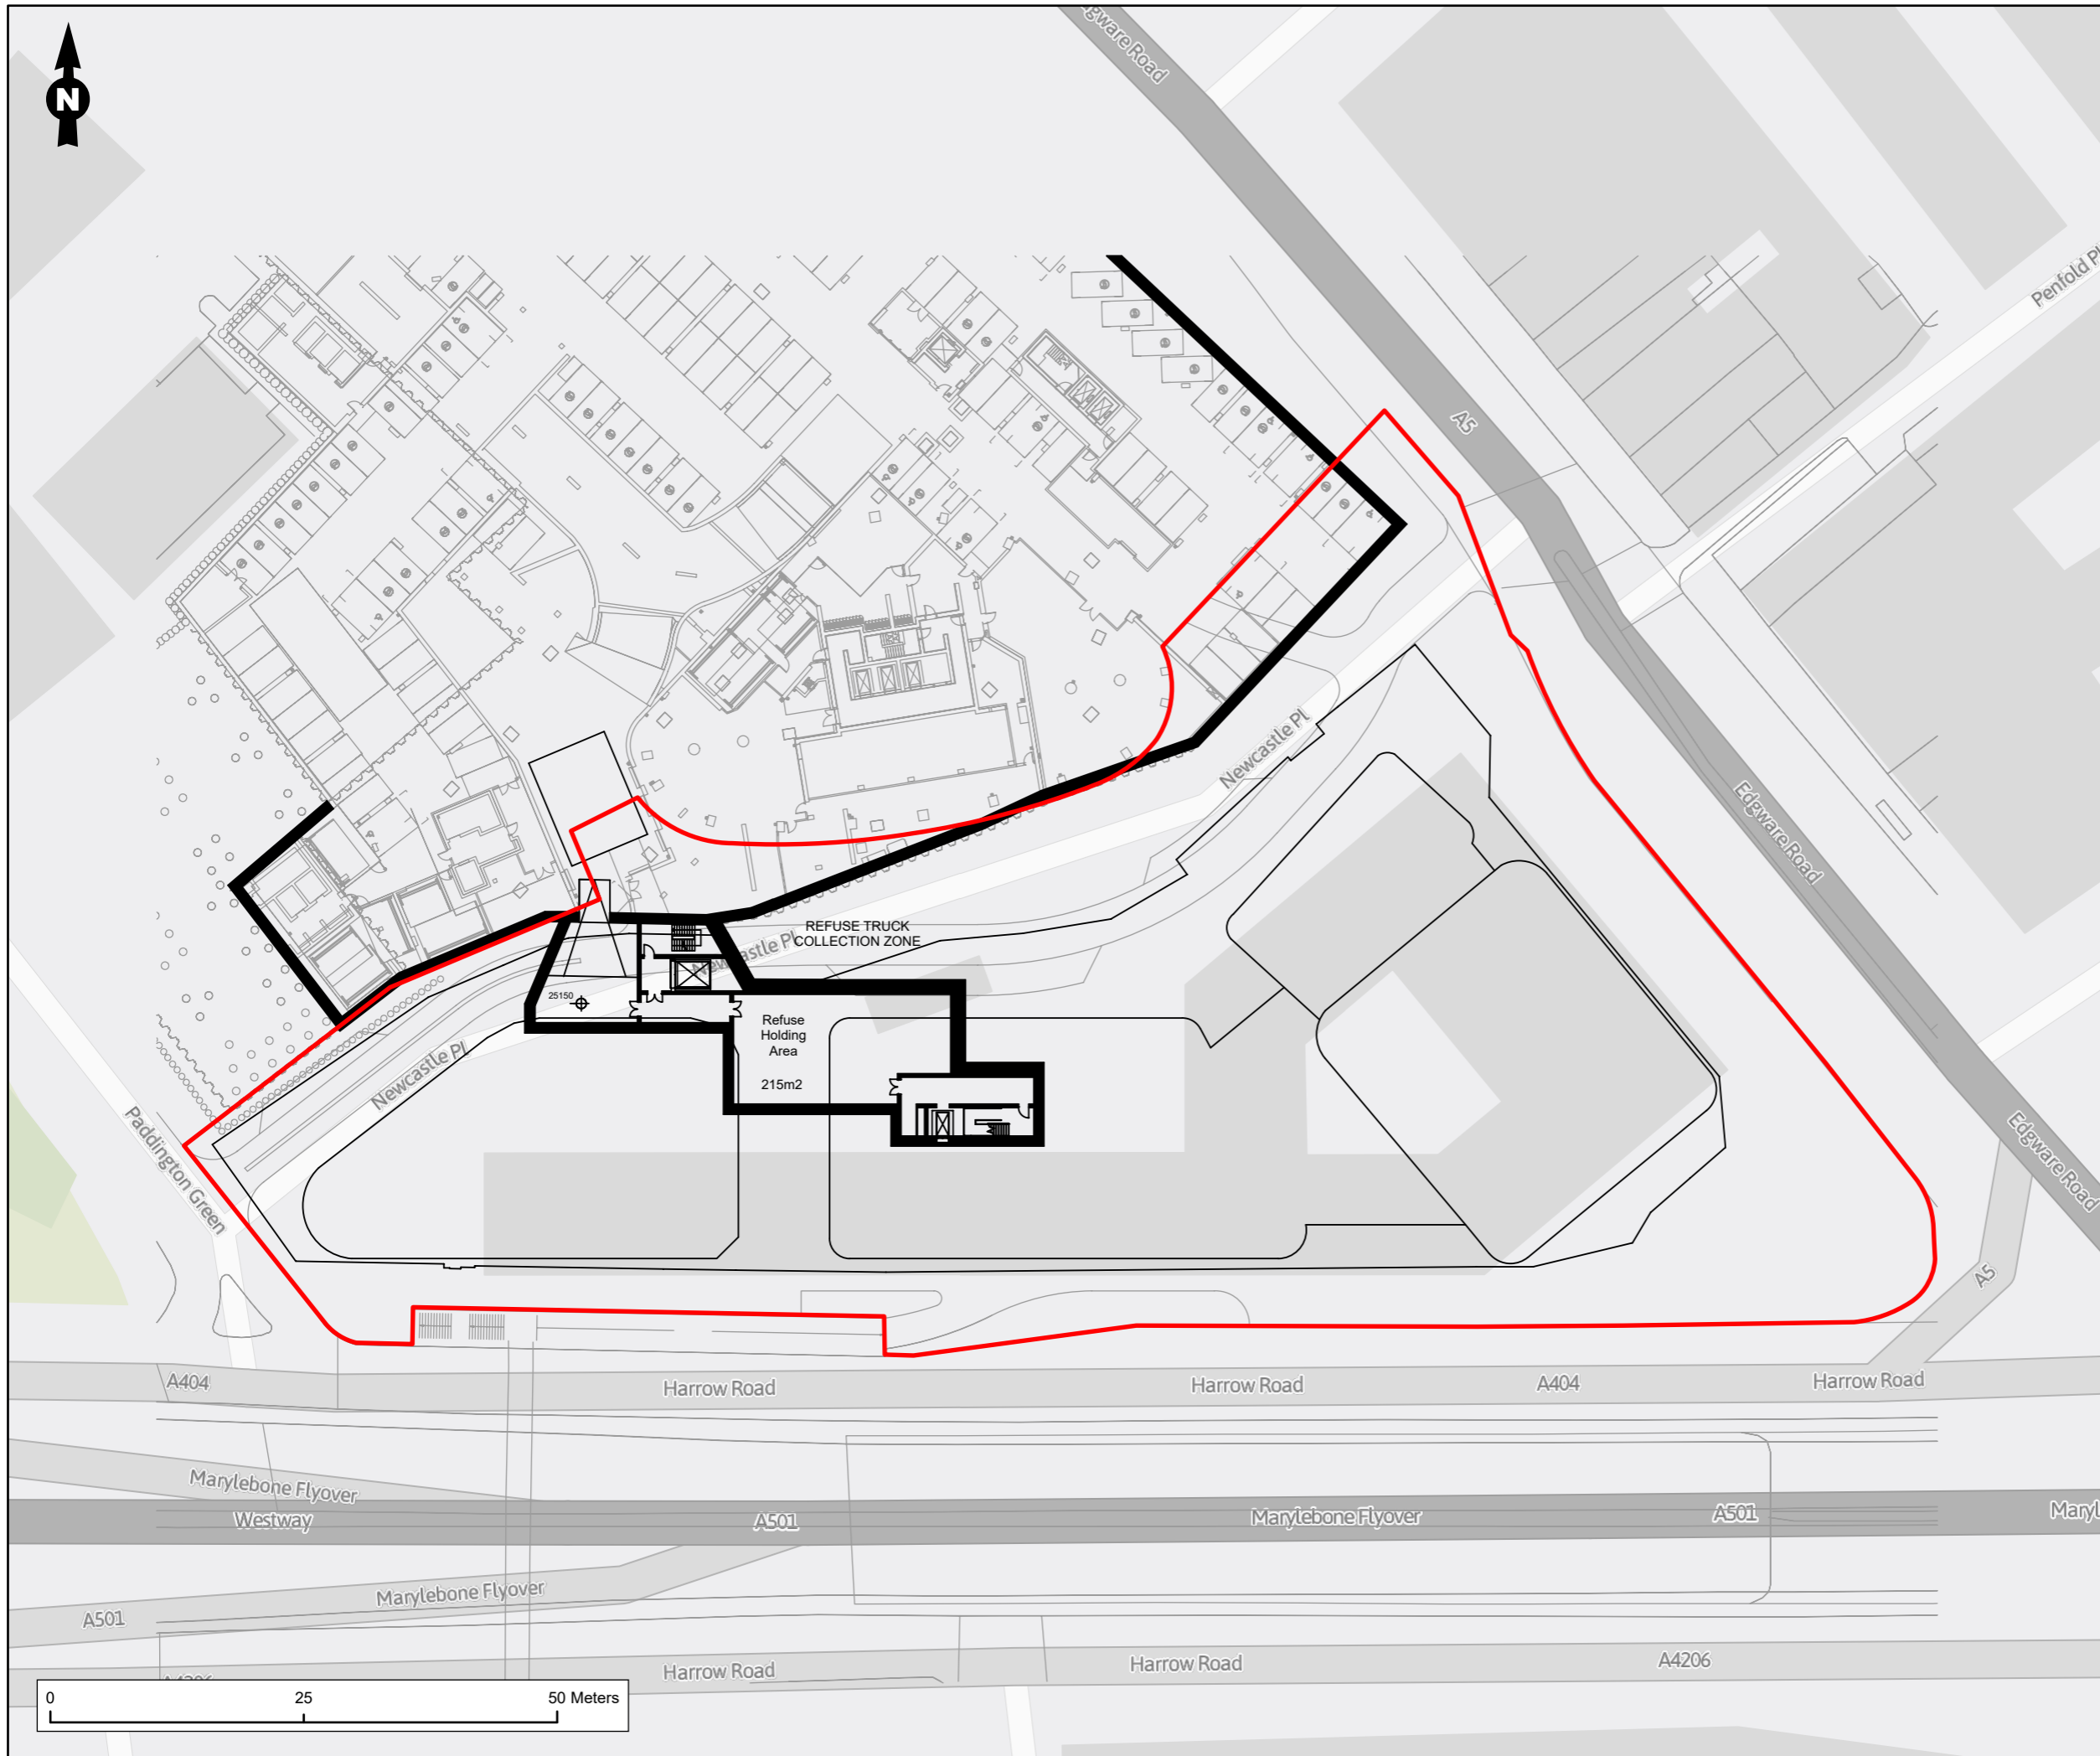 Edgware Road
N
Penfold Pl
A5
Newcastle Pl
Edgware Road
REFUSE TRUCK
COLLECTION ZONE
Newcastle Pl
25150
Refuse
Holding
Area
215m2
Newcastle Pl
Paddington Green
Edgware Road
A5
A404
Harrow Road
Harrow Road
A404
Harrow Road
Marylebone Flyover
Westway
A501
Marylebone Flyover
A501
Maryl
Marylebone Flyover
A501
Harrow Road
Harrow Road
A4206
0 25 50 Meters